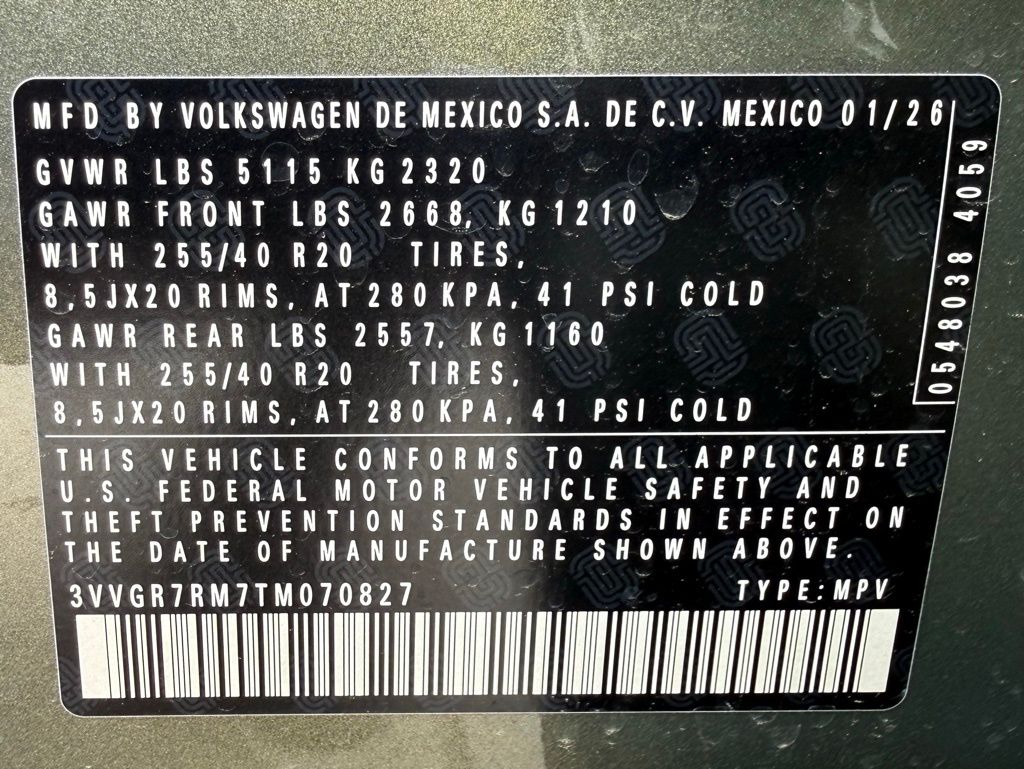 MFD BY VOLKSWAGEN DE MEXICO S.A. DE C.V. MEXICO 01/26
GVWR LBS 5115 KG 2320
GAWR FRONT LBS 2668, KG 1210
WITH 255/40 R20 TIRES,
8,5JX20 RIMS, AT 280 KPA, 41 PSI COLD
GAWR REAR LBS 2557, KG 1160
WITH 255/40 R20 TIRES,
8,5JX20 RIMS, AT 280 KPA, 41 PSI COLD
0548038 4059
THIS VEHICLE CONFORMS TO ALL APPLICABLE
U.S. FEDERAL MOTOR VEHICLE SAFETY AND
THEFT PREVENTION STANDARDS IN EFFECT ON
THE DATE OF MANUFACTURE SHOWN ABOVE.
3VVGR7RM7TM070827 TYPE: MPV